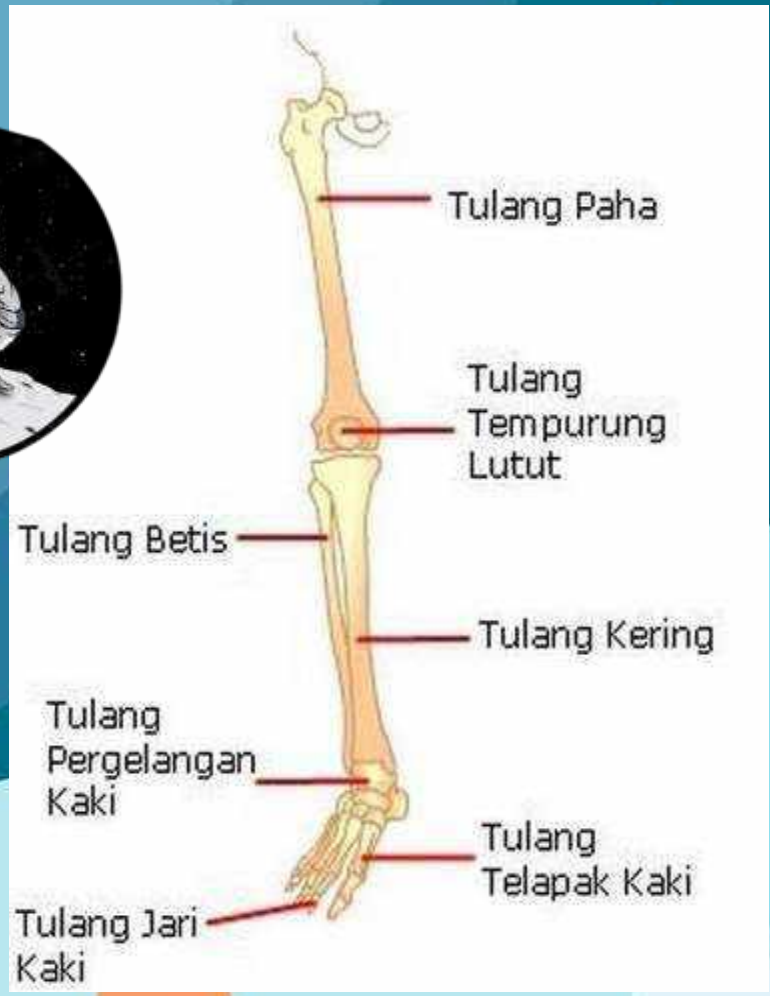 Tulang Paha
Tulang
Tempurung
Lutut
Tulang Betis
Tulang Kering
Tulang
Pergelangan
Kaki
Tulang
Telapak Kaki
Tulang Jari
Kaki